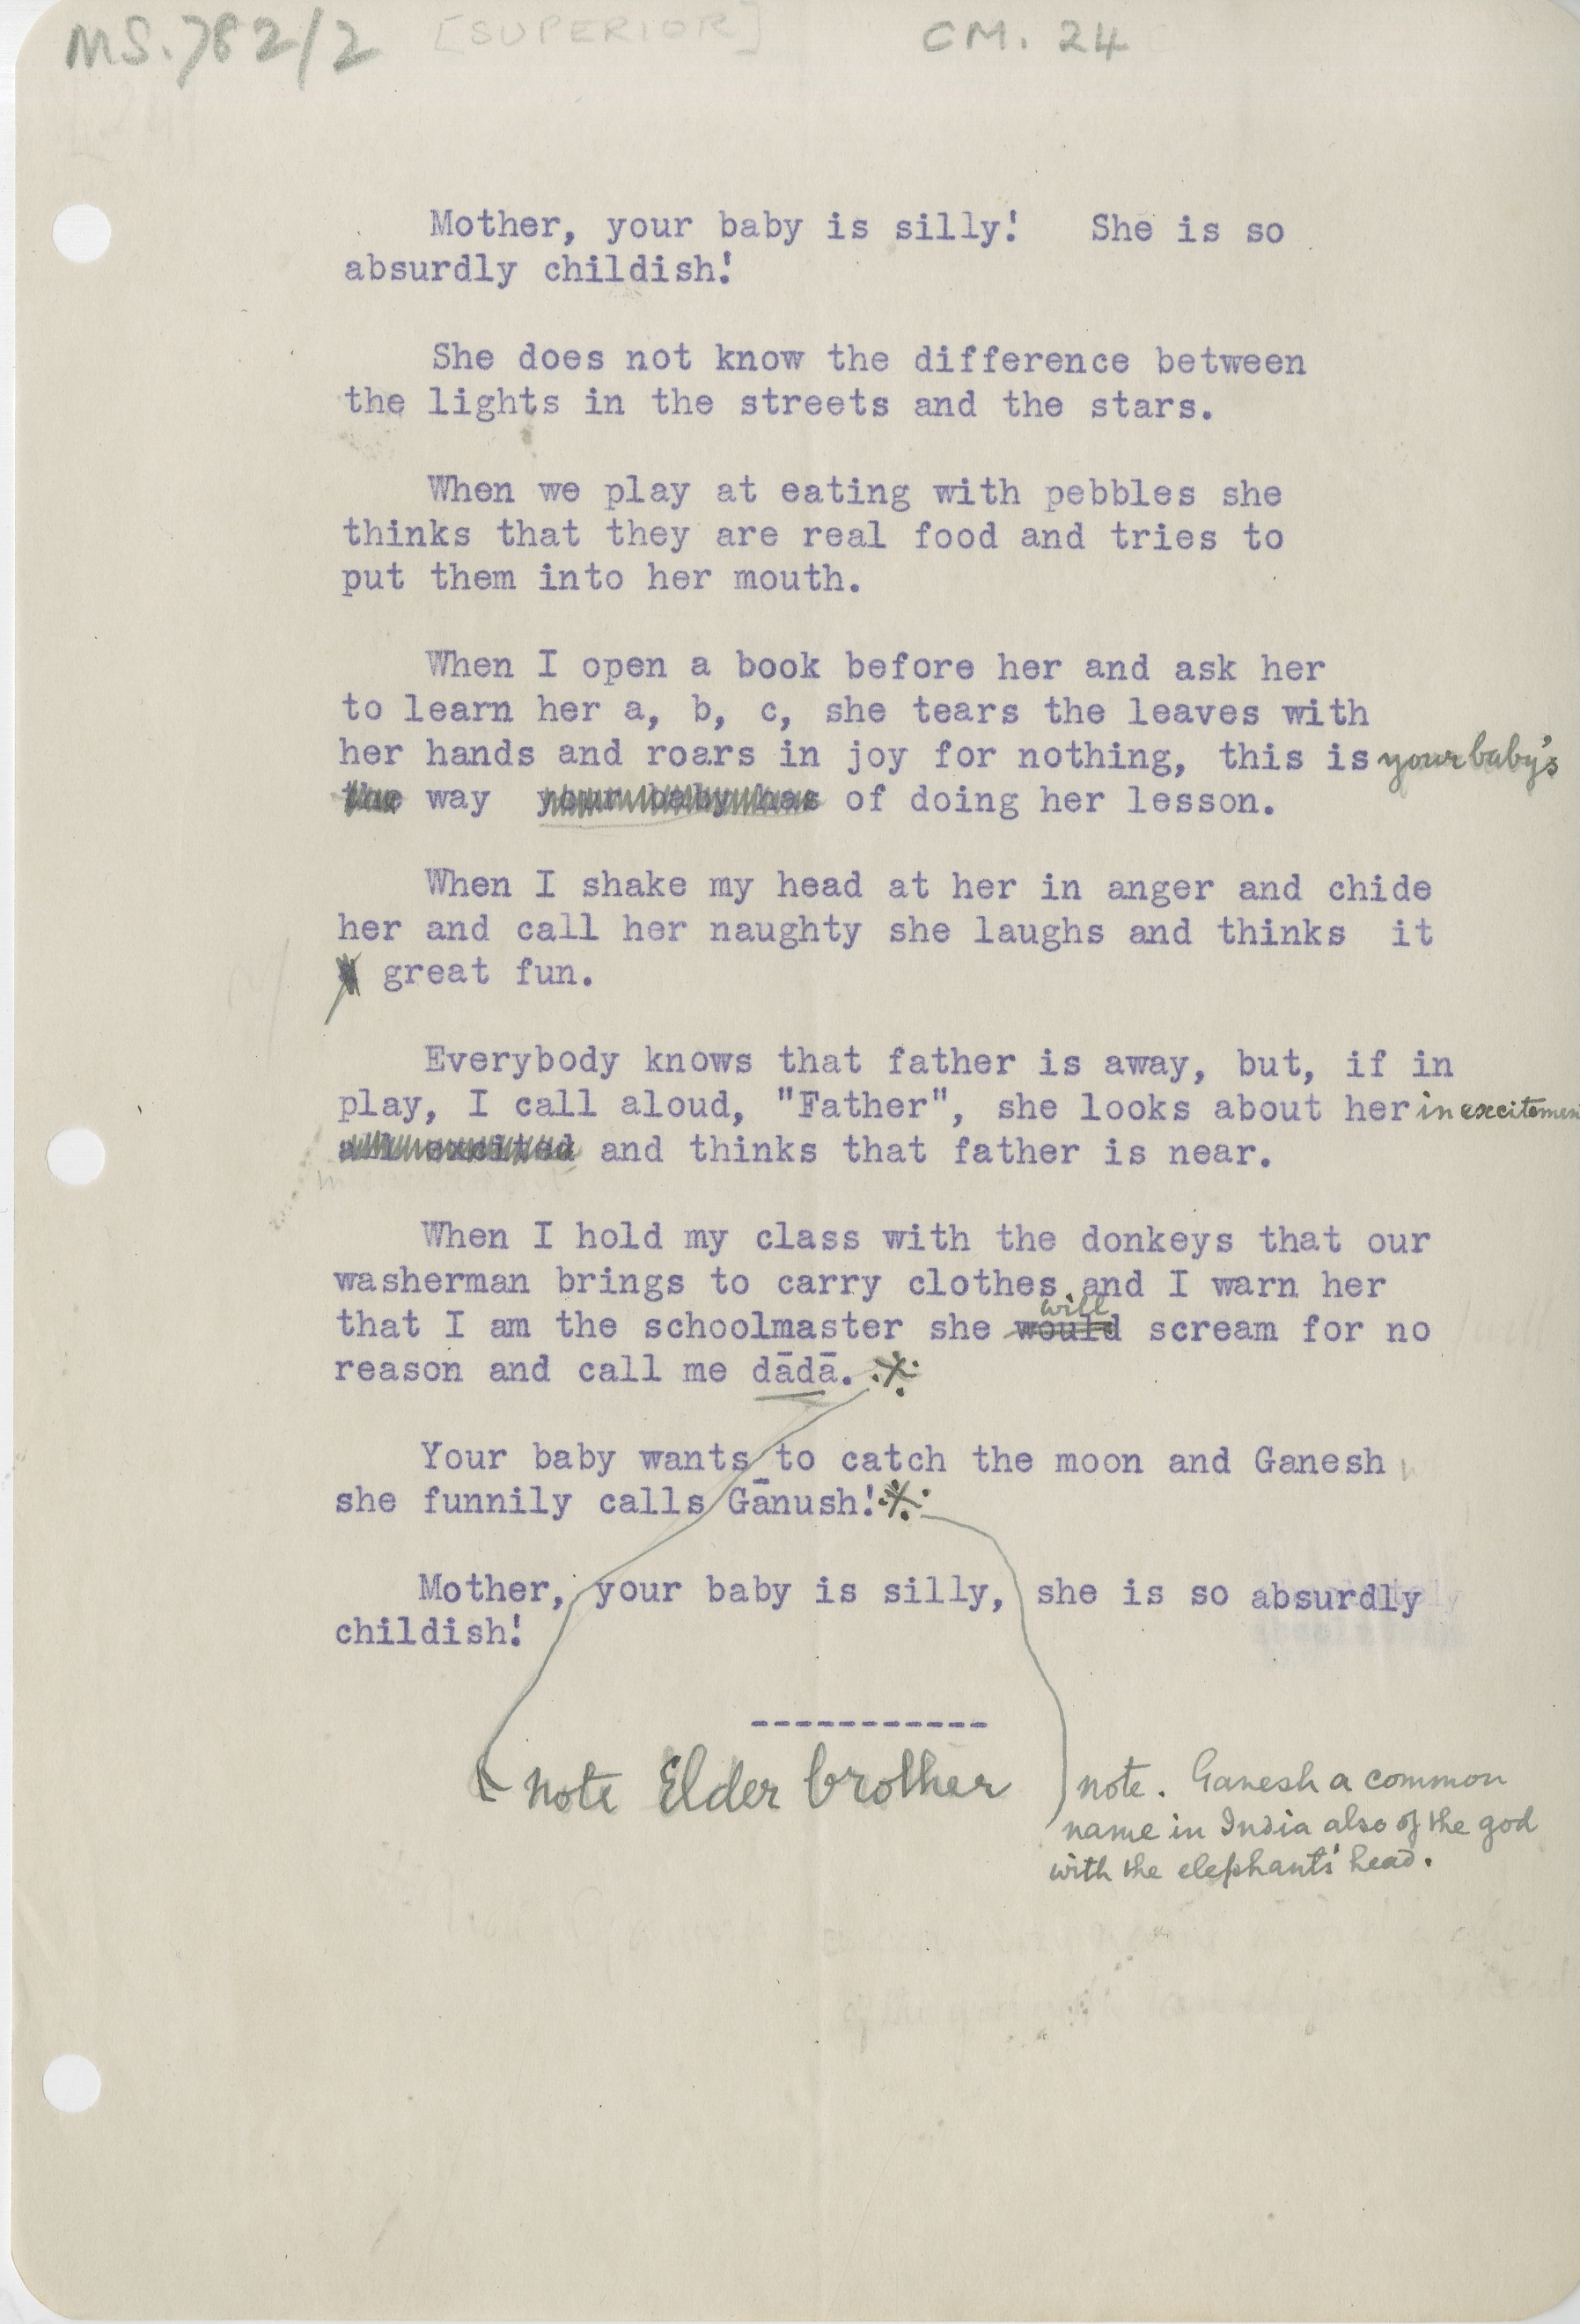 MS.782/2 [SUPERIOR] CM. 24
Mother, your baby is silly! She is so
absurdly childish!
She does not know the difference between
the lights in the streets and the stars.
When we play at eating with pebbles she
thinks that they are real food and tries to
put them into her mouth.
When I open a book before her and ask her
to learn her a, b, c, she tears the leaves with
her hands and roars in joy for nothing, this is your baby's
the way your baby has of doing her lesson.
When I shake my head at her in anger and chide
her and call her naughty she laughs and thinks it
great fun.
Everybody knows that father is away, but, if in
play, I call aloud, "Father", she looks about her in excitemen
all excited and thinks that father is near.
When I hold my class with the donkeys that our
washerman brings to carry clothes and I warn her
will
that I am the schoolmaster she would scream for no
reason and call me dādā. ※
Your baby wants to catch the moon and Ganesh
she funnily calls Gānush!※
Mother, your baby is silly, she is so absurdly
childish!
-----------
note Elder brother
note. Ganesh a common
name in India also of the god
with the elephants' head.